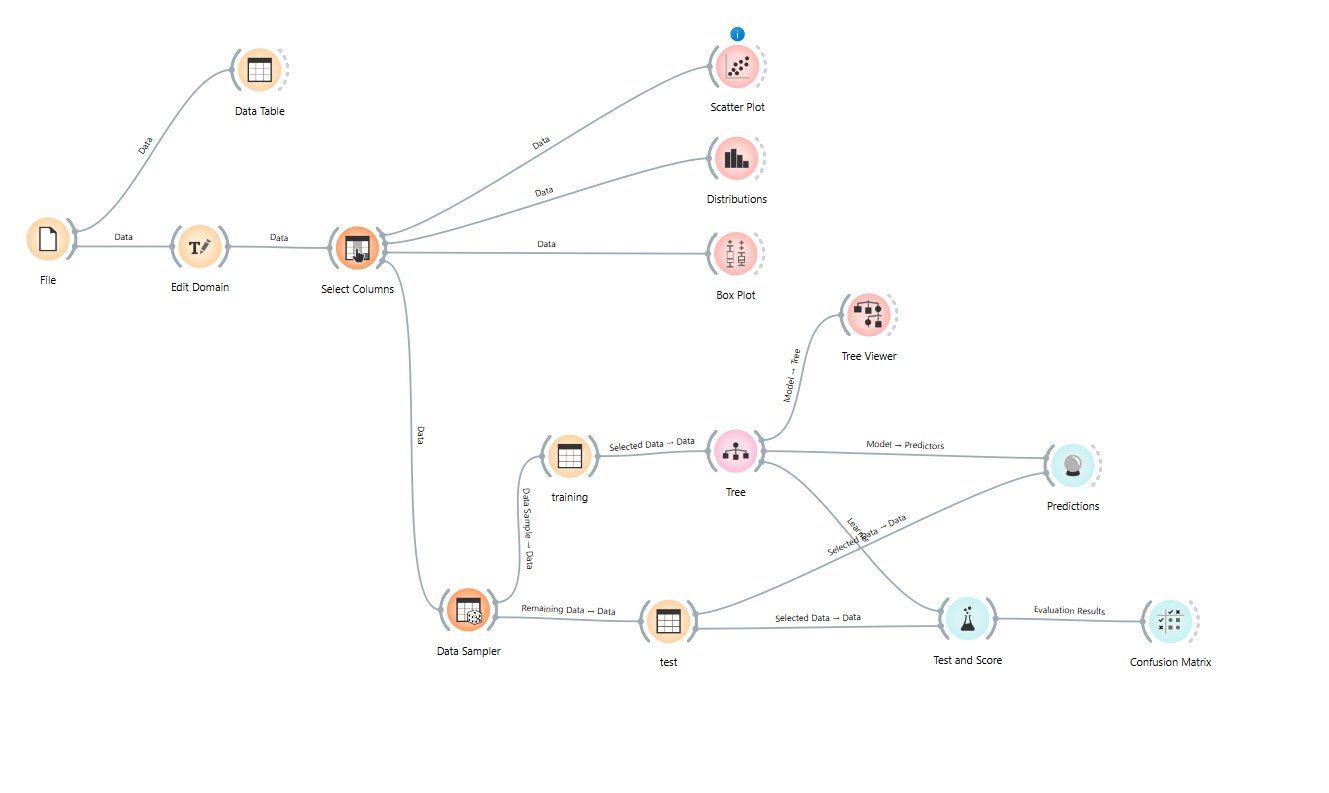 Data Table
Scatter Plot
Data
Data
Distributions
Data
Data
Data
Data
File
Edit Domain
Select Columns
Box Plot
Tree Viewer
Model → Tree
Data
Selected Data → Data
Model → Predictors
training
Tree
Predictions
Data Sample → Data
Learner
Selected Data → Data
Remaining Data → Data
Selected Data → Data
Evaluation Results
Data Sampler
test
Test and Score
Confusion Matrix